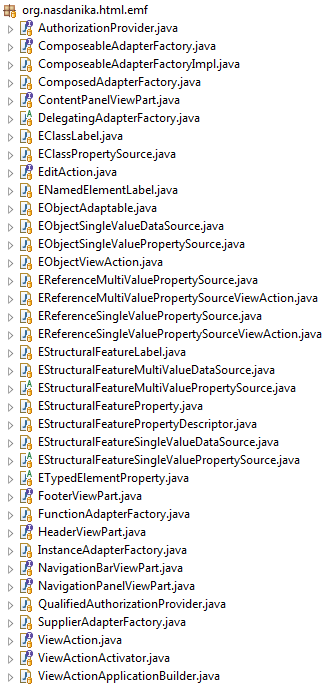 org.nasdanika.html.emf
AuthorizationProvider.java
ComposeableAdapterFactory.java
ComposeableAdapterFactoryImpl.java
ComposedAdapterFactory.java
ContentPanelViewPart.java
DelegatingAdapterFactory.java
EClassLabel.java
EClassPropertySource.java
EditAction.java
ENamedElementLabel.java
EObjectAdaptable.java
EObjectSingleValueDataSource.java
EObjectSingleValuePropertySource.java
EObjectViewAction.java
EReferenceMultiValuePropertySource.java
EReferenceMultiValuePropertySourceViewAction.java
EReferenceSingleValuePropertySource.java
EReferenceSingleValuePropertySourceViewAction.java
EStructuralFeatureLabel.java
EStructuralFeatureMultiValueDataSource.java
EStructuralFeatureMultiValuePropertySource.java
EStructuralFeatureProperty.java
EStructuralFeaturePropertyDescriptor.java
EStructuralFeatureSingleValueDataSource.java
EStructuralFeatureSingleValuePropertySource.java
ETypedElementProperty.java
FooterViewPart.java
FunctionAdapterFactory.java
HeaderViewPart.java
InstanceAdapterFactory.java
NavigationBarViewPart.java
NavigationPanelViewPart.java
QualifiedAuthorizationProvider.java
SupplierAdapterFactory.java
ViewAction.java
ViewActionActivator.java
ViewActionApplicationBuilder.java